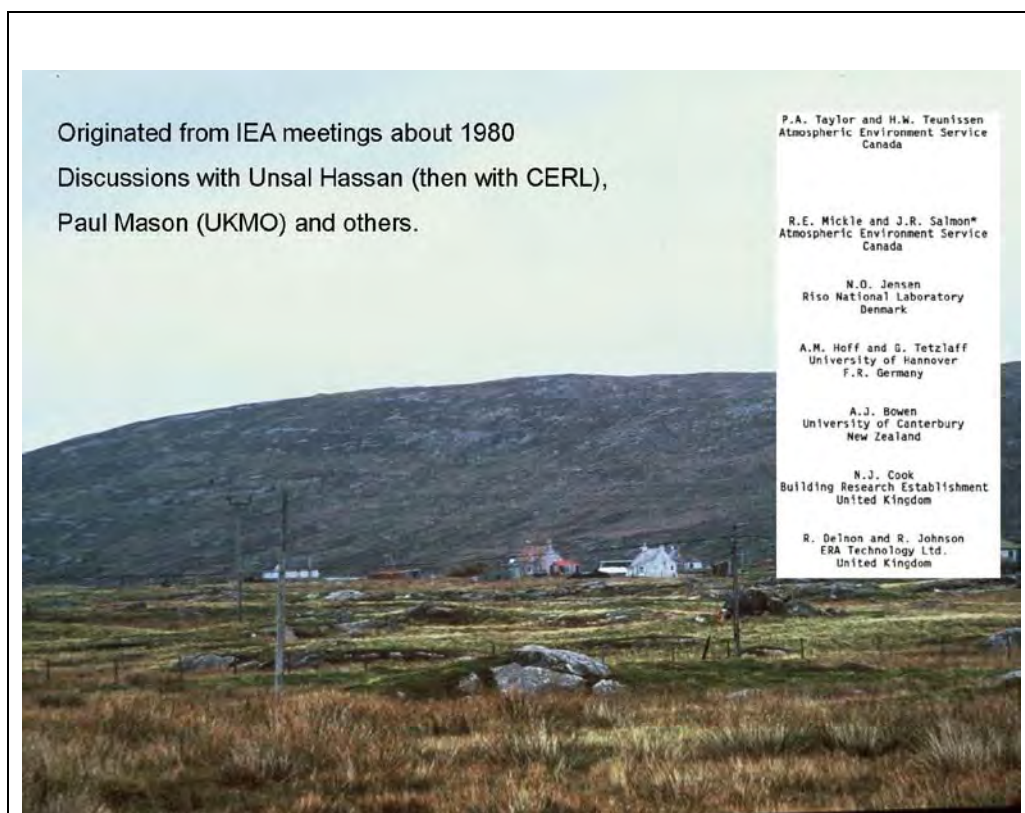 Originated from IEA meetings about 1980
Discussions with Unsal Hassan (then with CERL),
Paul Mason (UKMO) and others.
P.A. Taylor and H.W. Teunissen
Atmospheric Environment Service
Canada
R.E. Mickle and J.R. Salmon*
Atmospheric Environment Service
Canada
N.O. Jensen
Riso National Laboratory
Denmark
A.M. Hoff and G. Tetzlaff
University of Hannover
F.R. Germany
A.J. Bowen
University of Canterbury
New Zealand
N.J. Cook
Building Research Establishment
United Kingdom
R. Delnon and R. Johnson
ERA Technology Ltd.
United Kingdom